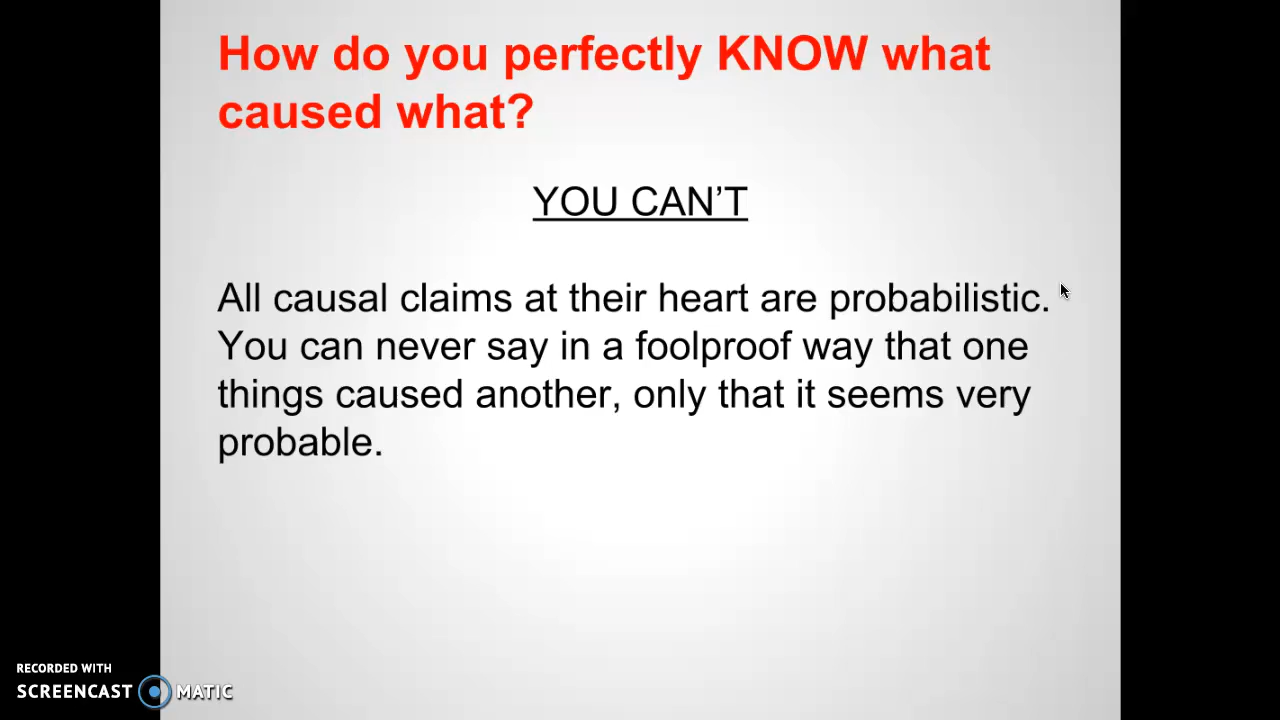 How do you perfectly KNOW what
caused what?
YOU CAN'T
All causal claims at their heart are probabilistic.
You can never say in a foolproof way that one
things caused another, only that it seems very
probable.
RECORDED WITH
SCREENCAST MATIC